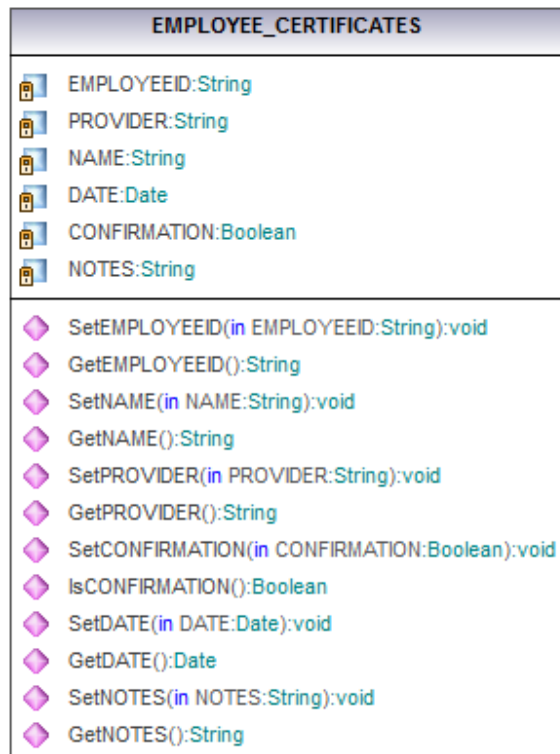 EMPLOYEE_CERTIFICATES
EMPLOYEEID:String
PROVIDER:String
NAME:String
DATE:Date
CONFIRMATION:Boolean
NOTES:String
SetEMPLOYEEID(in EMPLOYEEID:String):void
GetEMPLOYEEID():String
SetNAME(in NAME:String):void
GetNAME():String
SetPROVIDER(in PROVIDER:String):void
GetPROVIDER():String
SetCONFIRMATION(in CONFIRMATION:Boolean):void
IsCONFIRMATION():Boolean
SetDATE(in DATE:Date):void
GetDATE():Date
SetNOTES(in NOTES:String):void
GetNOTES():String